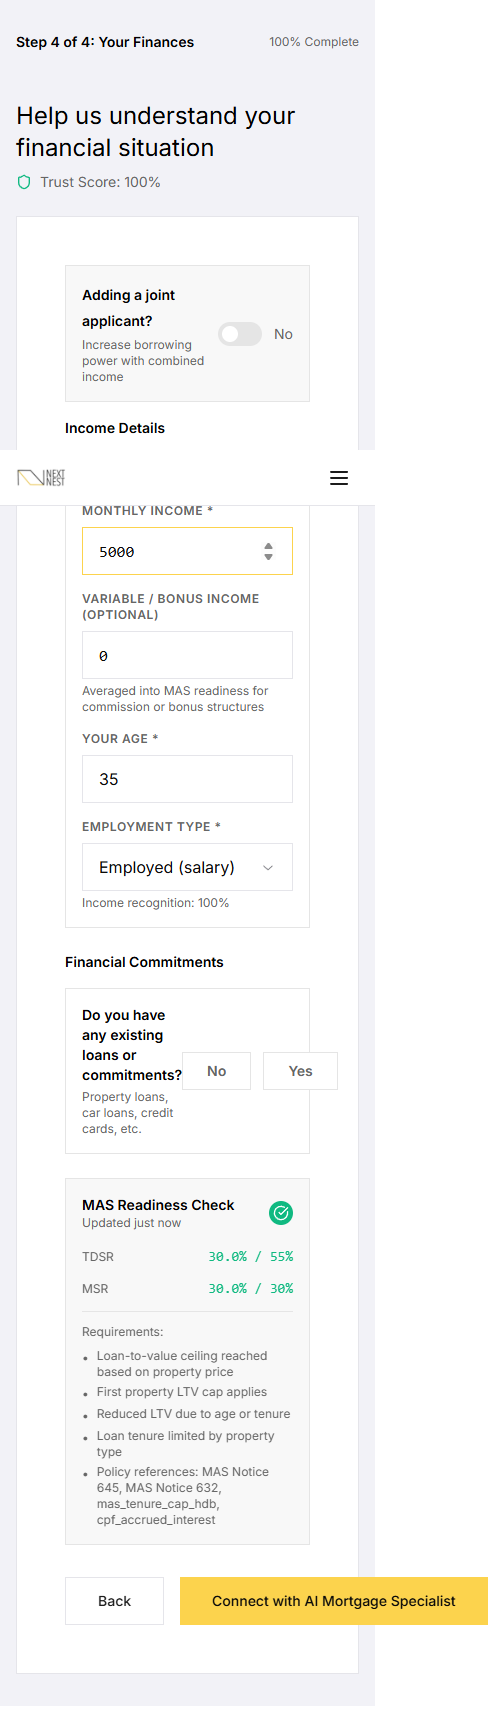 Step 4 of 4: Your Finances
100% Complete
Help us understand your
financial situation
Trust Score: 100%
Adding a joint
applicant?
Increase borrowing
power with combined
income
No
Income Details
NEXT
NEST
MONTHLY INCOME *
5000
VARIABLE / BONUS INCOME
(OPTIONAL)
0
Averaged into MAS readiness for
commission or bonus structures
YOUR AGE *
35
EMPLOYMENT TYPE *
Employed (salary)
Income recognition: 100%
Financial Commitments
Do you have
any existing
loans or
commitments?
Property loans,
car loans, credit
cards, etc.
No
Yes
MAS Readiness Check
Updated just now
TDSR
30.0% / 55%
MSR
30.0% / 30%
Requirements:
• Loan-to-value ceiling reached
based on property price
• First property LTV cap applies
• Reduced LTV due to age or tenure
• Loan tenure limited by property
type
• Policy references: MAS Notice
645, MAS Notice 632,
mas_tenure_cap_hdb,
cpf_accrued_interest
Back
Connect with AI Mortgage Specialist